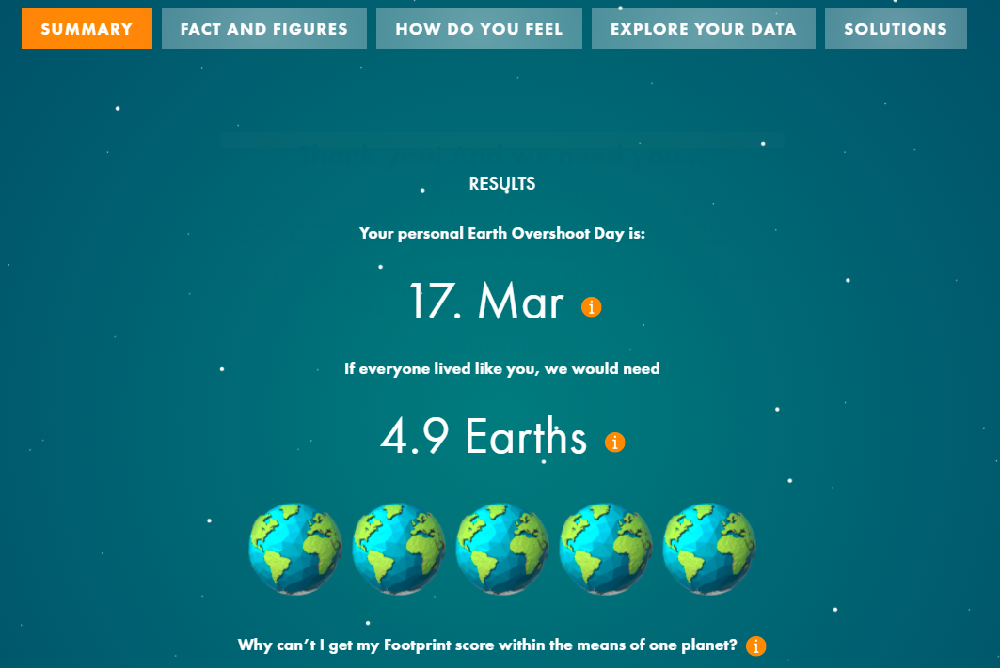 SUMMARY
FACT AND FIGURES
HOW DO YOU FEEL
EXPLORE YOUR DATA
SOLUTIONS
RESULTS
Your personal Earth Overshoot Day is:
17. Mar i
If everyone lived like you, we would need
4.9 Earths i
Why can't I get my Footprint score within the means of one planet? i